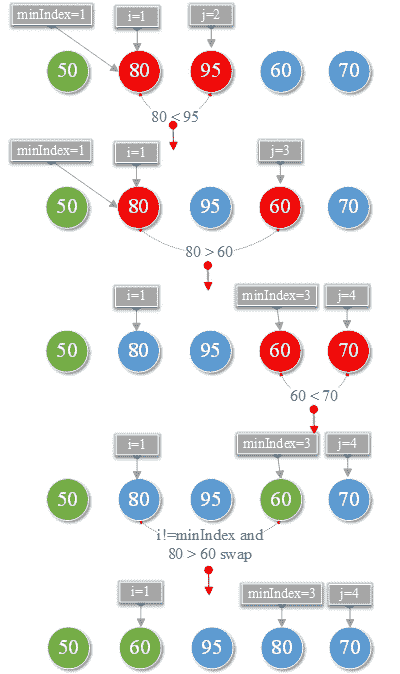 minIndex=1 i=1 j=2
50 80 95 60 70
80 < 95
minIndex=1 i=1 j=3
50 80 95 60 70
80 > 60
i=1 minIndex=3 j=4
50 80 95 60 70
60 < 70
i=1 minIndex=3 j=4
50 80 95 60 70
i!=minIndex and
80 > 60 swap
i=1 minIndex=3 j=4
50 60 95 80 70